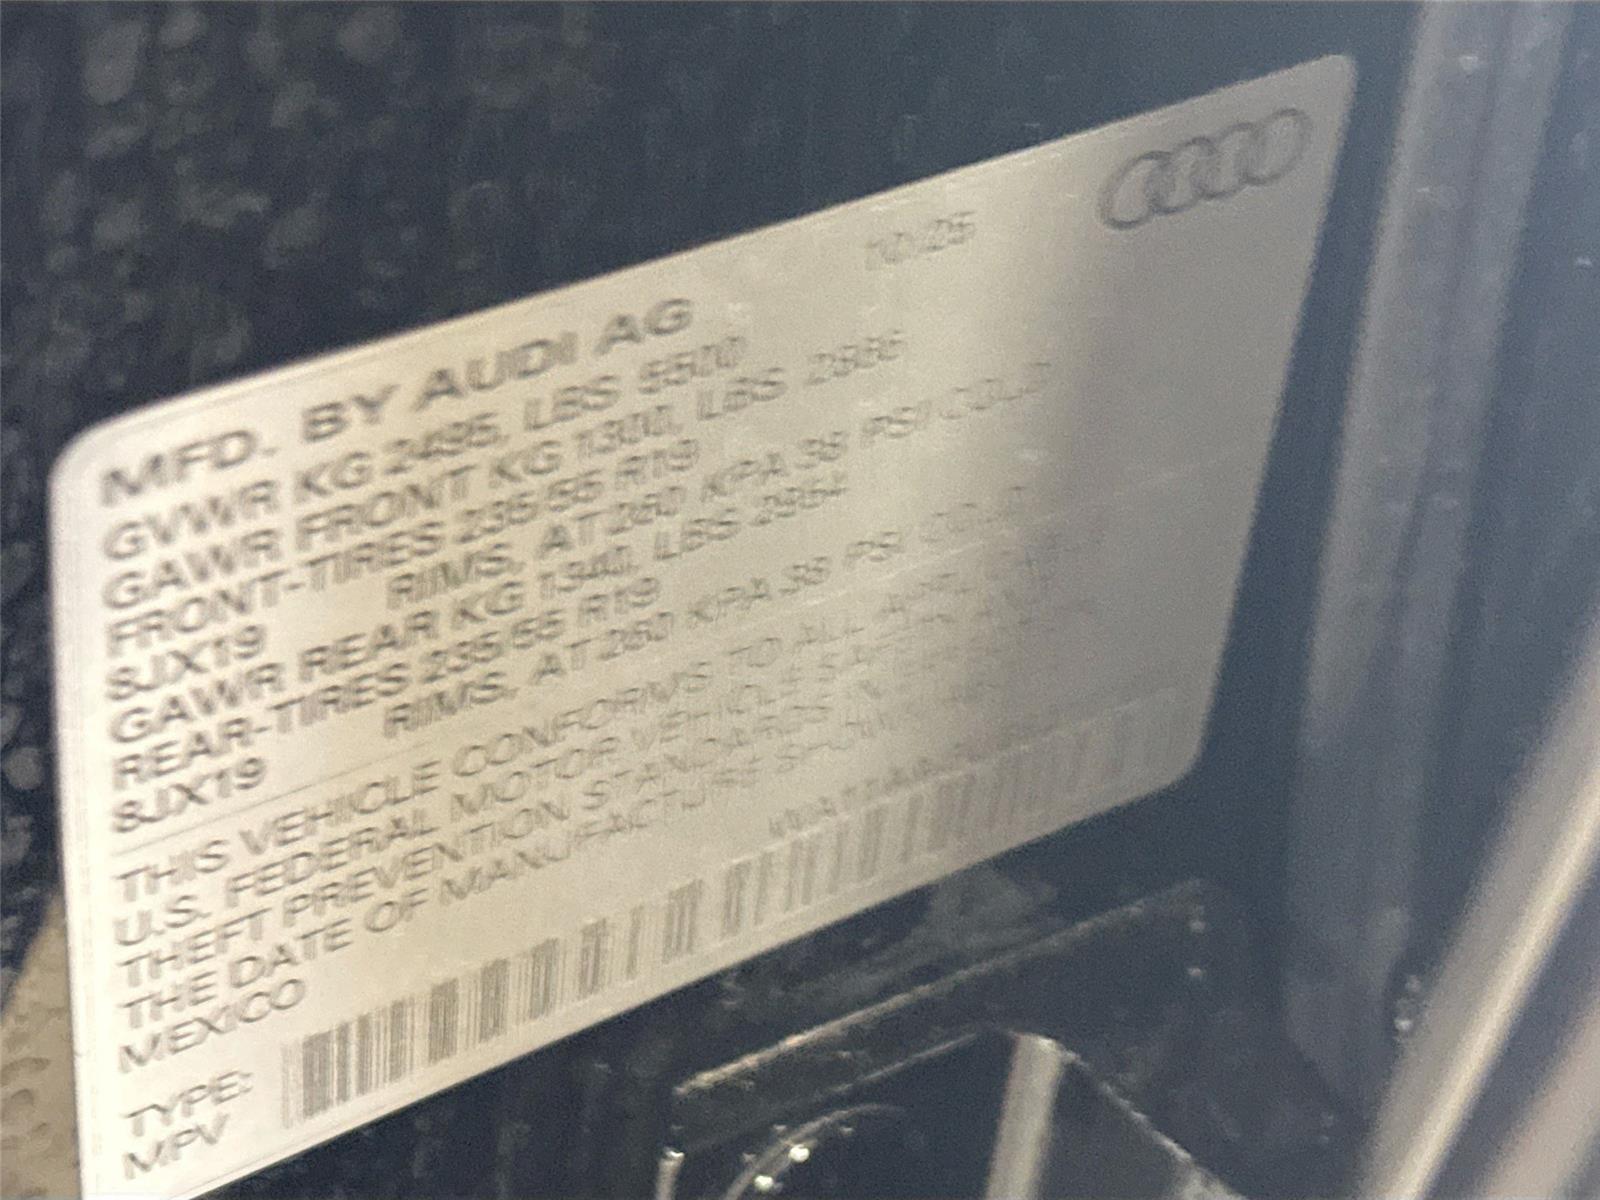 10/25
MFD. BY AUDI AG
GVWR KG 2495, LBS 5500
GAWR FRONT KG 1300, LBS 2866
FRONT-TIRES 235/55 R19
8JX19 RIMS, AT 260 KPA 38 PSI COLD
GAWR REAR KG 1340, LBS 2954
REAR-TIRES 235/55 R19
8JX19 RIMS, AT 260 KPA 38 PSI COLD
THIS VEHICLE CONFORMS TO ALL
U.S. FEDERAL MOTOR VEHICLE SAFETY
THEFT PREVENTION STANDARDS IN
THE DATE OF MANUFACTURE SHOWN
MEXICO
TYPE:
MPV